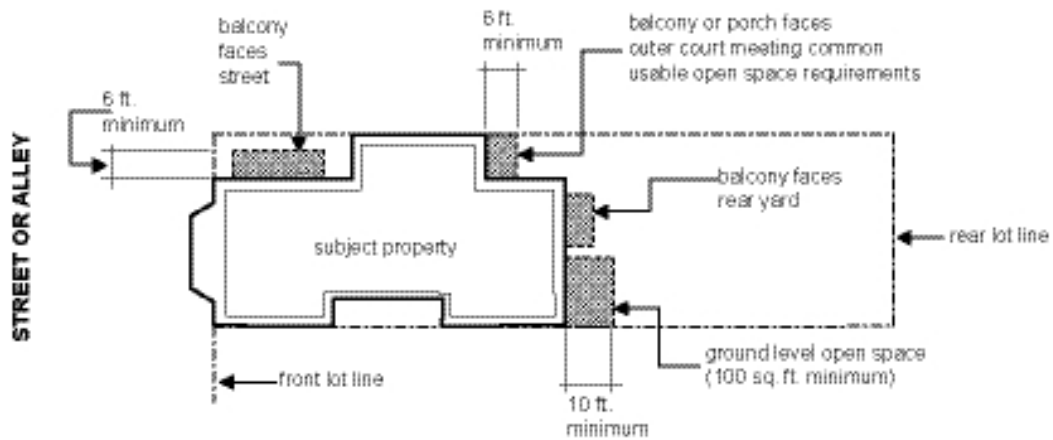 balcony
faces
street
6 ft.
minimum
balcony or porch faces
outer court meeting common
usable open space requirements
6 ft.
minimum
STREET OR ALLEY
balcony faces
rear yard
subject property
rear lot line
ground level open space
(100 sq. ft. minimum)
front lot line
10 ft.
minimum